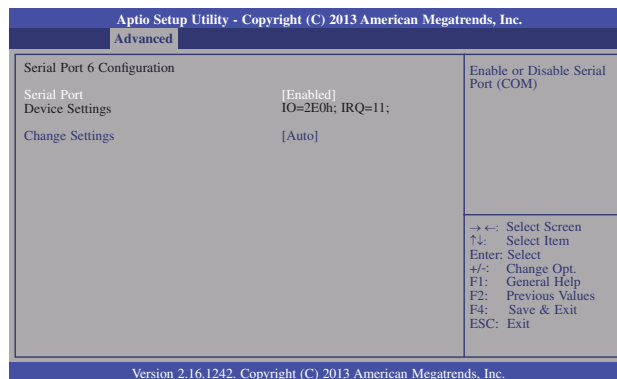 Aptio Setup Utility - Copyright (C) 2013 American Megatrends, Inc.
Advanced
Serial Port 6 Configuration
Serial Port [Enabled]
Device Settings IO=2E0h; IRQ=11;
Change Settings [Auto]
Enable or Disable Serial
Port (COM)
→←: Select Screen
↑↓: Select Item
Enter: Select
+/-: Change Opt.
F1: General Help
F2: Previous Values
F4: Save & Exit
ESC: Exit
Version 2.16.1242. Copyright (C) 2013 American Megatrends, Inc.